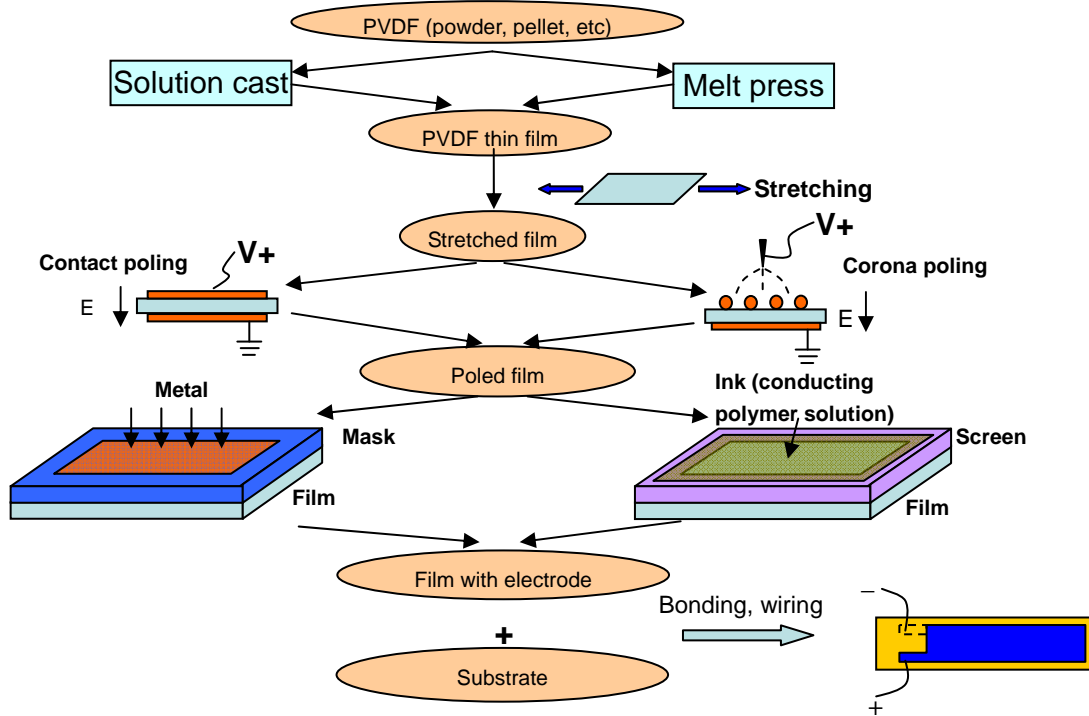 PVDF (powder, pellet, etc)
Solution cast
Melt press
PVDF thin film
Stretching
Stretched film
V+
V+
Contact poling
Corona poling
E
E
Poled film
Metal
Ink (conducting
polymer solution)
Mask
Screen
Film
Film
Film with electrode
Bonding, wiring
−
+
Substrate
+